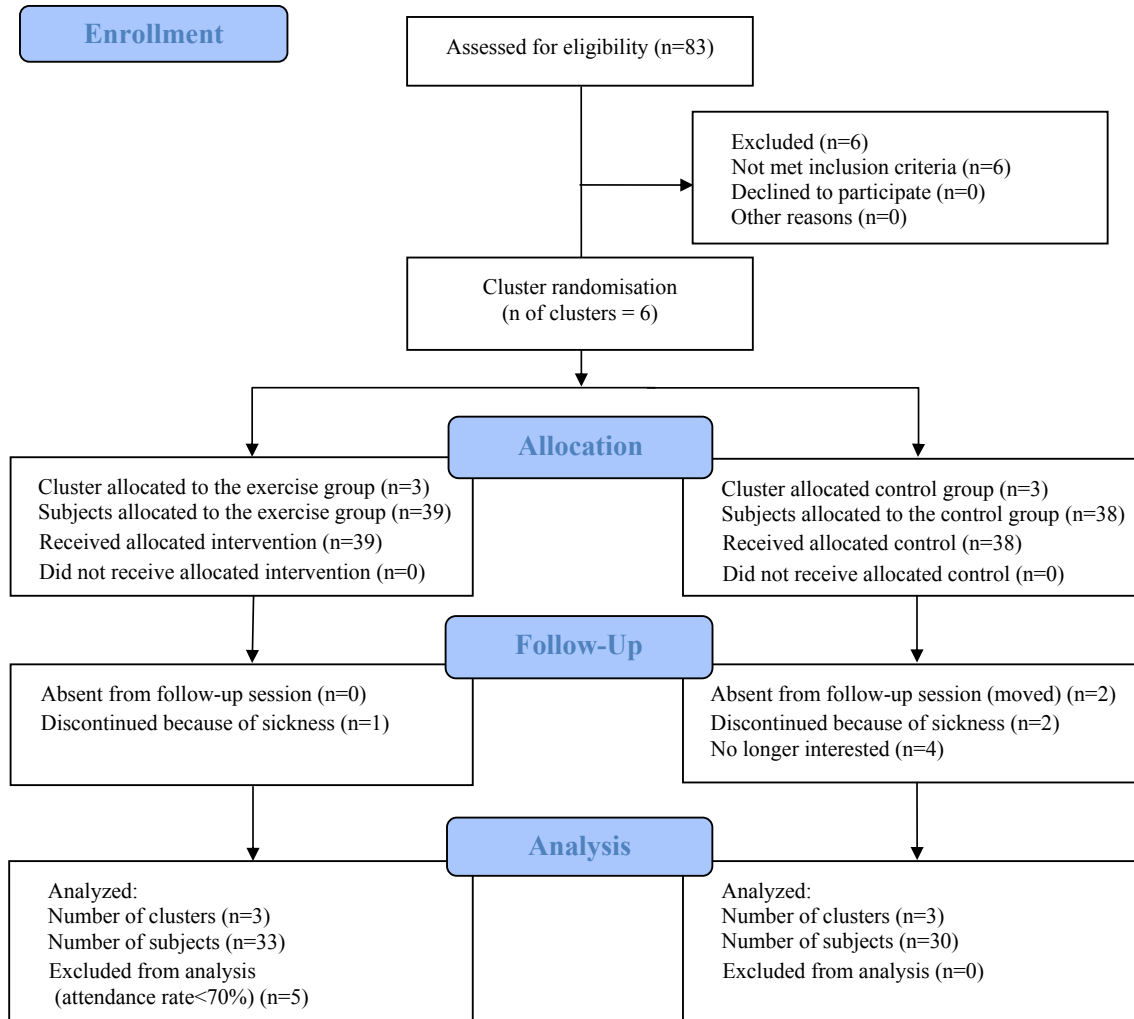 Enrollment
Assessed for eligibility (n=83)
Excluded (n=6)
Not met inclusion criteria (n=6)
Declined to participate (n=0)
Other reasons (n=0)
Cluster randomisation
(n of clusters = 6)
Allocation
Cluster allocated to the exercise group (n=3)
Subjects allocated to the exercise group (n=39)
Received allocated intervention (n=39)
Did not receive allocated intervention (n=0)
Cluster allocated control group (n=3)
Subjects allocated to the control group (n=38)
Received allocated control (n=38)
Did not receive allocated control (n=0)
Follow-Up
Absent from follow-up session (n=0)
Discontinued because of sickness (n=1)
Absent from follow-up session (moved) (n=2)
Discontinued because of sickness (n=2)
No longer interested (n=4)
Analysis
Analyzed:
Number of clusters (n=3)
Number of subjects (n=33)
Excluded from analysis
(attendance rate<70%) (n=5)
Analyzed:
Number of clusters (n=3)
Number of subjects (n=30)
Excluded from analysis (n=0)